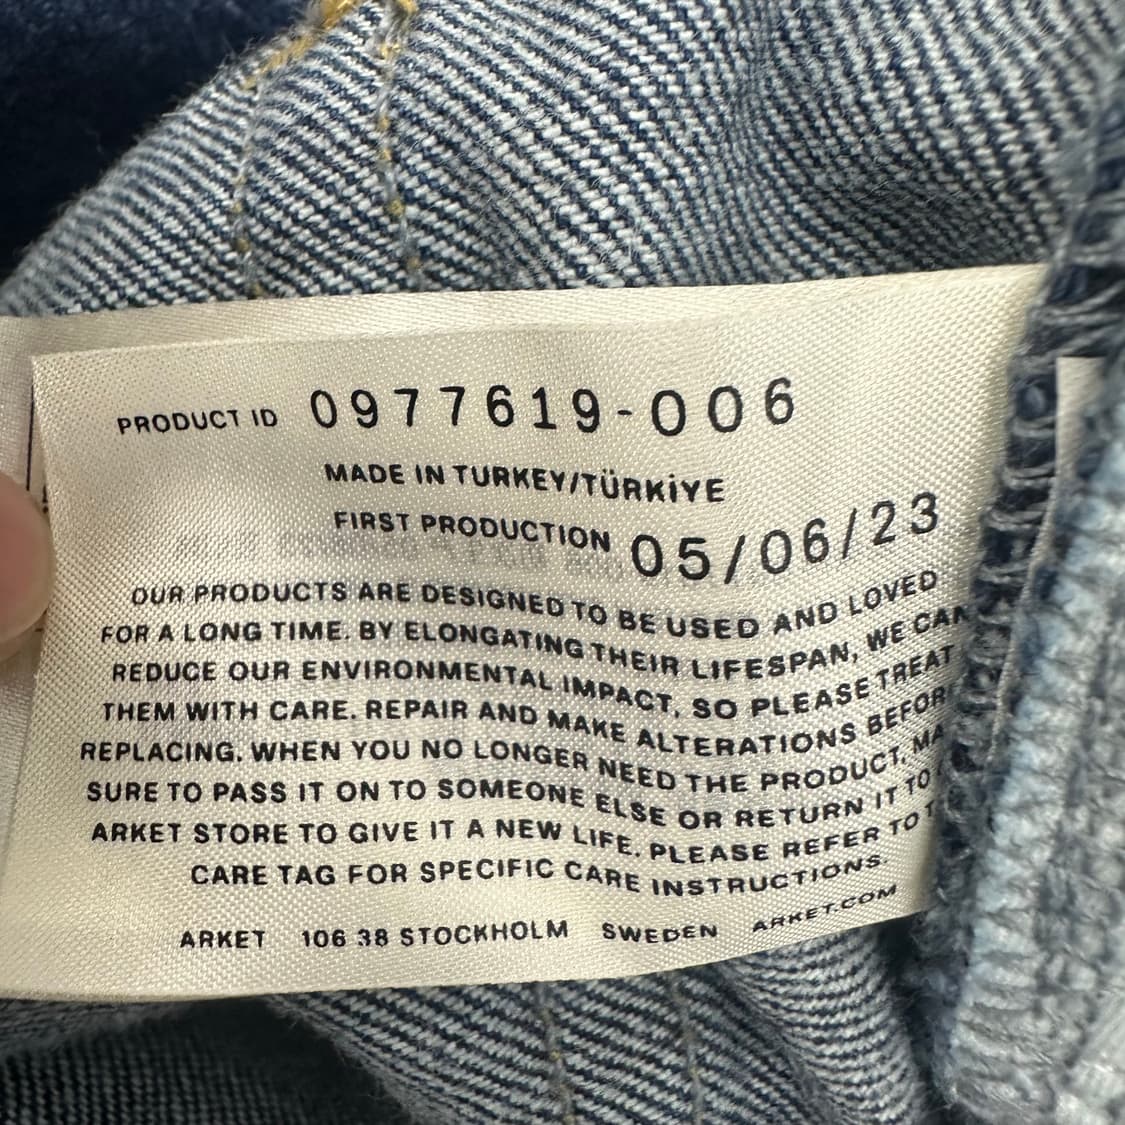 PRODUCT ID 0977619-006
MADE IN TURKEY/TÜRKİYE
FIRST PRODUCTION 05/06/23
OUR PRODUCTS ARE DESIGNED TO BE USED AND LOVED
FOR A LONG TIME. BY ELONGATING THEIR LIFESPAN, WE CAN
REDUCE OUR ENVIRONMENTAL IMPACT, SO PLEASE TREAT
THEM WITH CARE. REPAIR AND MAKE ALTERATIONS BEFOR
REPLACING. WHEN YOU NO LONGER NEED THE PRODUCT, MA
SURE TO PASS IT ON TO SOMEONE ELSE OR RETURN IT TO
ARKET STORE TO GIVE IT A NEW LIFE. PLEASE REFER TO
CARE TAG FOR SPECIFIC CARE INSTRUCTIONS.
ARKET 106 38 STOCKHOLM SWEDEN ARKET.COM